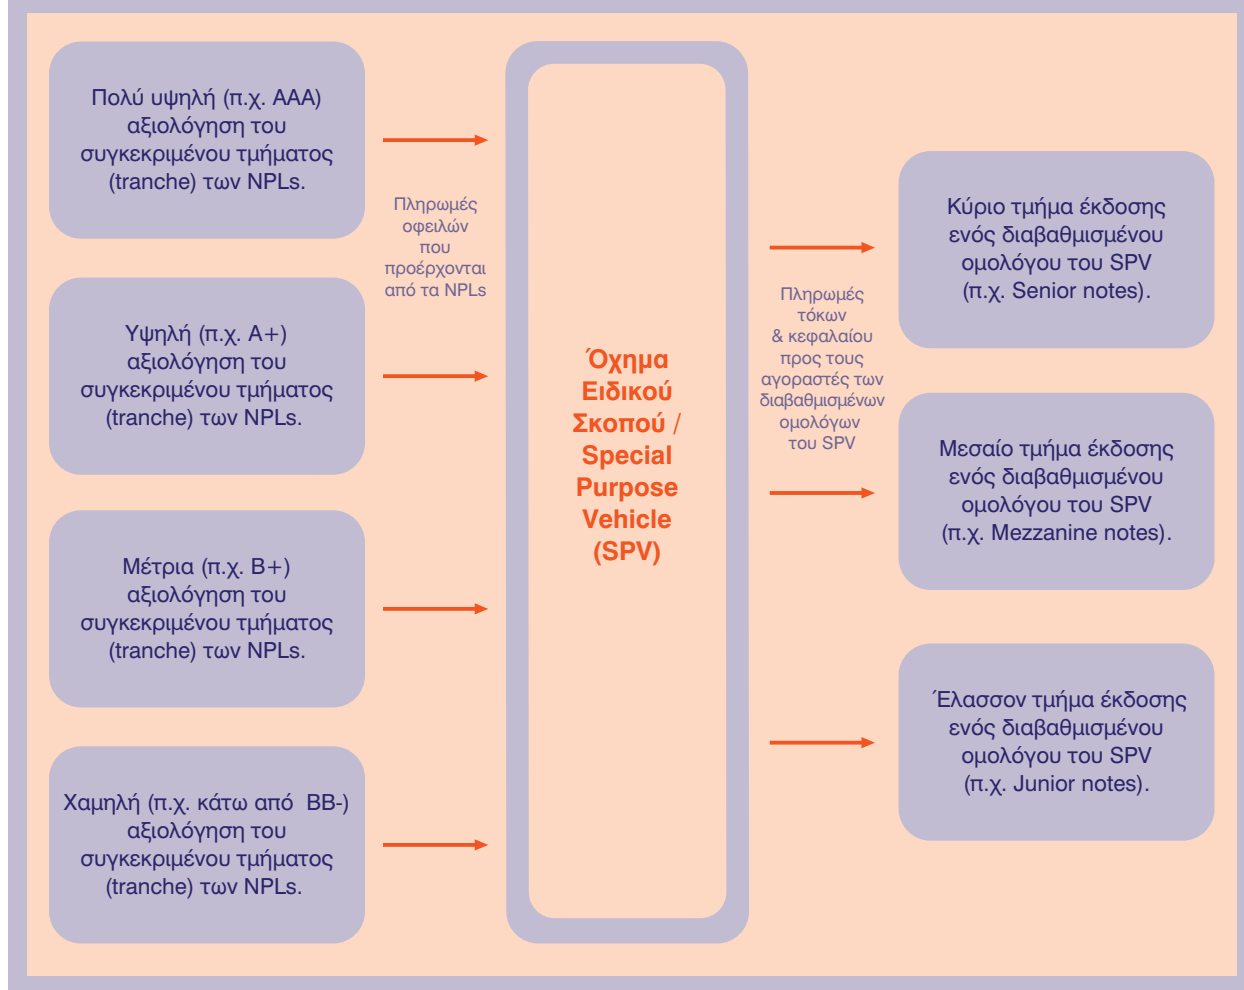 Πολύ υψηλή (π.χ. AAA)
αξιολόγηση του
συγκεκριμένου τμήματος
(tranche) των NPLs.
Υψηλή (π.χ. A+)
αξιολόγηση του
συγκεκριμένου τμήματος
(tranche) των NPLs.
Μέτρια (π.χ. B+)
αξιολόγηση του
συγκεκριμένου τμήματος
(tranche) των NPLs.
Χαμηλή (π.χ. κάτω από BB-)
αξιολόγηση του
συγκεκριμένου τμήματος
(tranche) των NPLs.
Πληρωμές
οφειλών
που
προέρχονται
από τα NPLs
Όχημα
Ειδικού
Σκοπού /
Special
Purpose
Vehicle
(SPV)
Πληρωμές
τόκων
& κεφαλαίου
προς τους
αγοραστές των
διαβαθμισμένων
ομολόγων
του SPV
Κύριο τμήμα έκδοσης
ενός διαβαθμισμένου
ομολόγου του SPV
(π.χ. Senior notes).
Μεσαίο τμήμα έκδοσης
ενός διαβαθμισμένου
ομολόγου του SPV
(π.χ. Mezzanine notes).
Έλασσον τμήμα έκδοσης
ενός διαβαθμισμένου
ομολόγου του SPV
(π.χ. Junior notes).